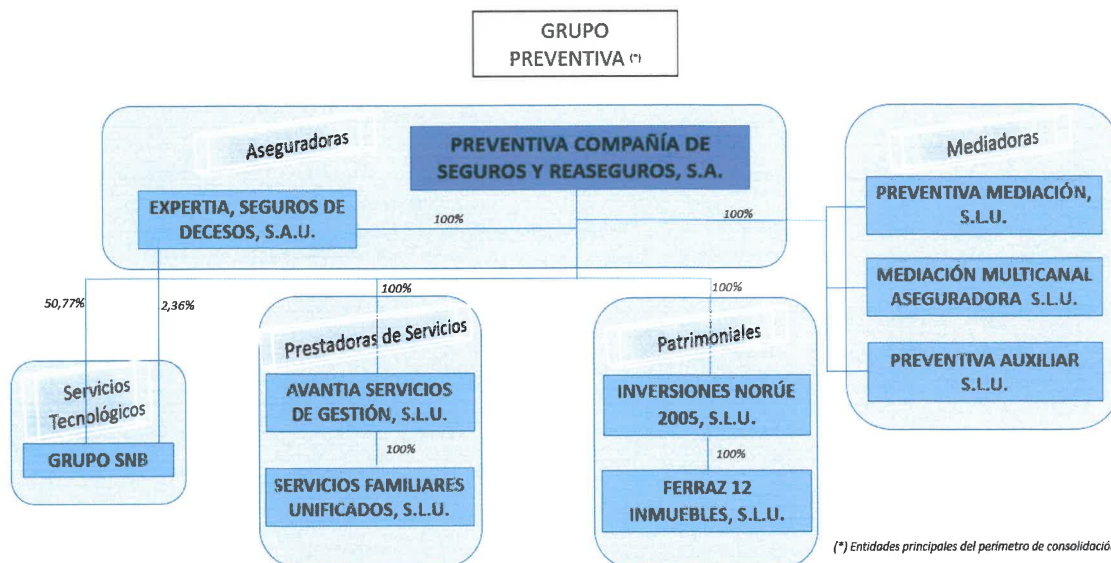 GRUPO
PREVENTIVA (*)
Aseguradoras
PREVENTIVA COMPAÑÍA DE
SEGUROS Y REASEGUROS, S.A.
EXPERTIA, SEGUROS DE
DECESOS, S.A.U.
100%
100%
Mediadoras
PREVENTIVA MEDIACIÓN,
S.L.U.
MEDIACIÓN MULTICANAL
ASEGURADORA S.L.U.
PREVENTIVA AUXILIAR
S.L.U.
50,77%
2,36%
100%
100%
Servicios
Tecnológicos
GRUPO SNB
Prestadoras de Servicios
AVANTIA SERVICIOS
DE GESTIÓN, S.L.U.
100%
SERVICIOS FAMILIARES
UNIFICADOS, S.L.U.
Patrimoniales
INVERSIONES NORÚE
2005, S.L.U.
100%
FERRAZ 12
INMUEBLES, S.L.U.
(*) Entidades principales del perímetro de consolidación